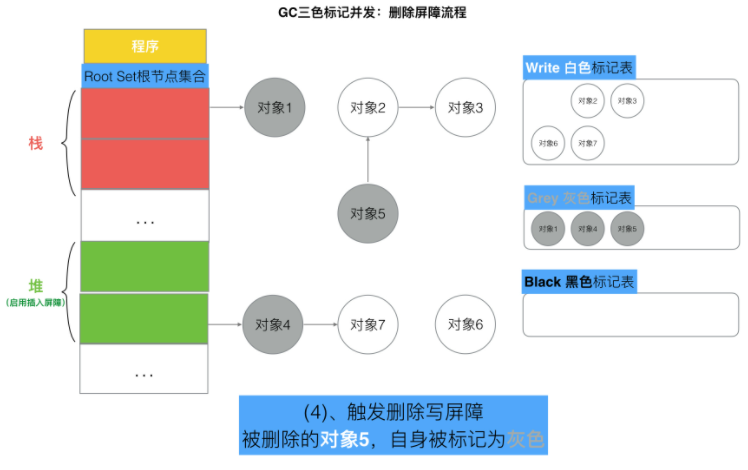 GC三色标记并发：删除屏障流程
程序
Root Set根节点集合
栈
...
堆
(启用插入屏障)
...
对象1
对象2
对象3
对象5
对象4
对象7
对象6
Write 白色标记表
对象2
对象3
对象6
对象7
Grey 灰色标记表
对象1
对象4
对象5
Black 黑色标记表
(4)、触发删除写屏障
被删除的对象5，自身被标记为灰色